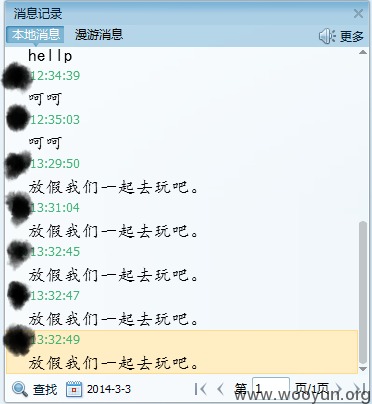 消息记录
本地消息 漫游消息 更多
hellp
12:34:39
呵呵
12:35:03
呵呵
13:29:50
放假我们一起去玩吧。
13:31:04
放假我们一起去玩吧。
13:32:45
放假我们一起去玩吧。
13:32:47
放假我们一起去玩吧。
13:32:49
放假我们一起去玩吧。
查找 2014-3-3 第 1 页/1页
www.wooyun.org